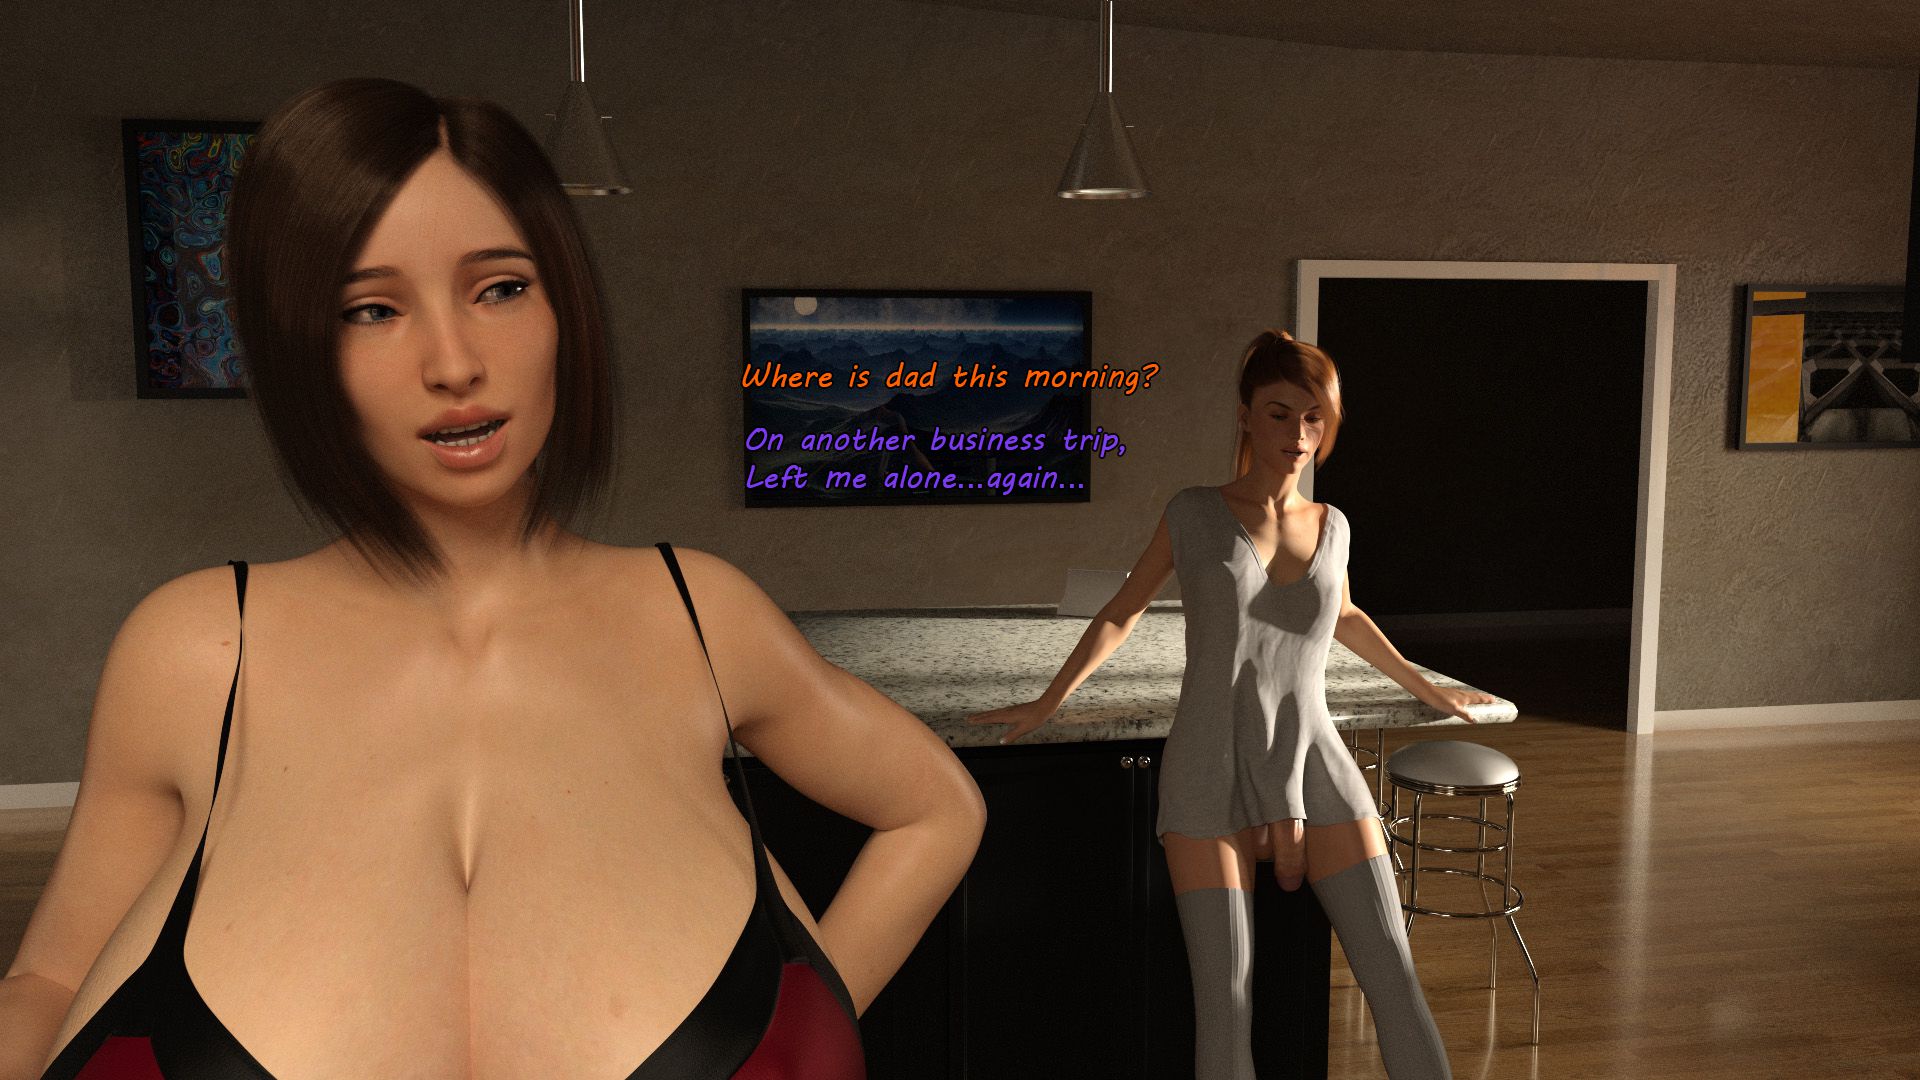 Where is dad this morning?
On another business trip,
Left me alone...again...